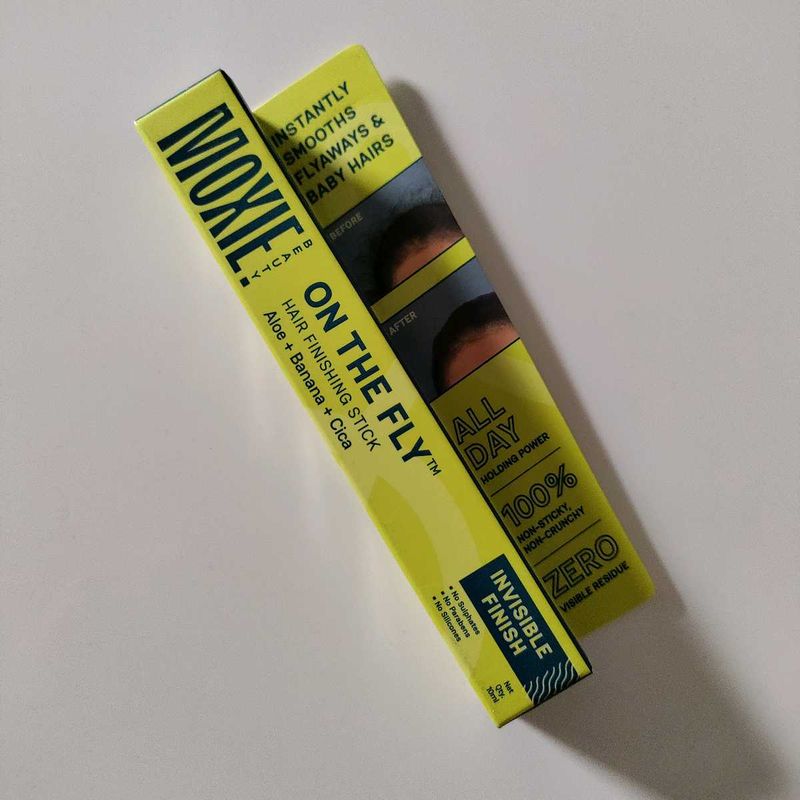 MOXIE.
BEAUTY
ON THE FLY™
HAIR FINISHING STICK
Aloe + Banana + Cica
INVISIBLE
FINISH
• No Sulphates
• No Parabens
• No Silicones
Net
Qty.
10ml
INSTANTLY
SMOOTHS
FLYAWAYS &
BABY HAIRS
BEFORE
AFTER
ALL
DAY
HOLDING POWER
100%
NON-STICKY,
NON-CRUNCHY
ZERO
VISIBLE RESIDUE